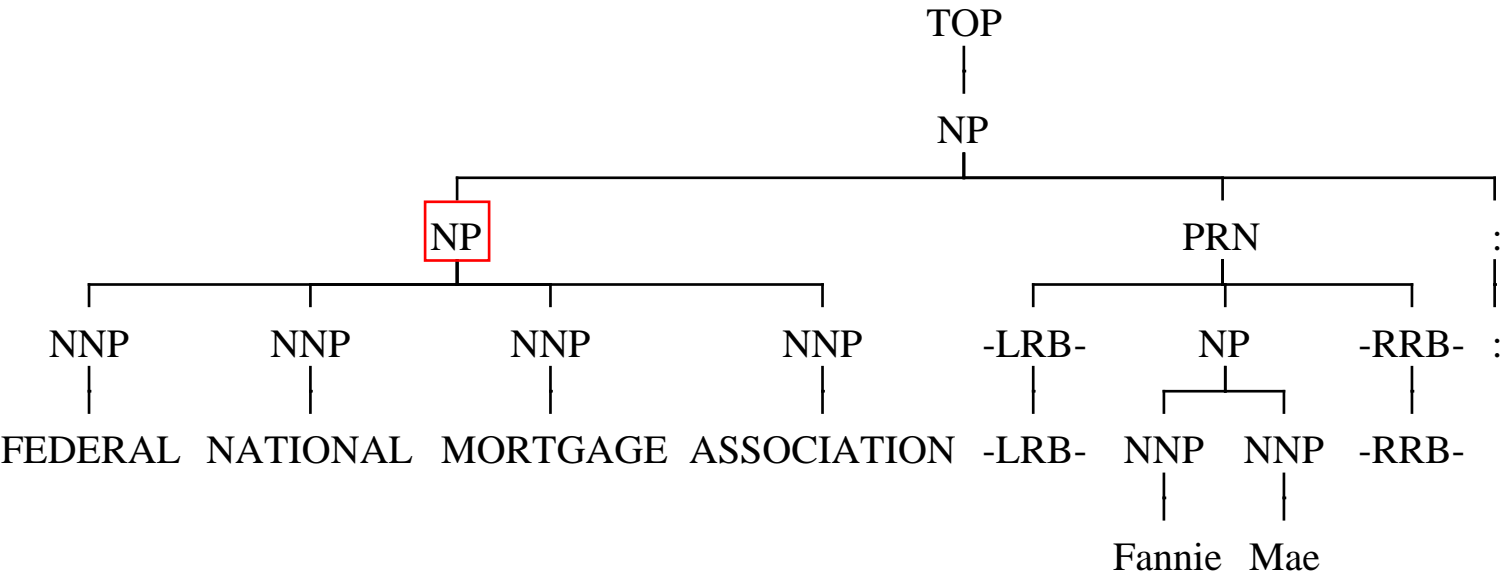 TOP
NP
NP PRN :
NNP NNP NNP NNP -LRB- NP -RRB- :
FEDERAL NATIONAL MORTGAGE ASSOCIATION -LRB- NNP NNP -RRB-
Fannie Mae